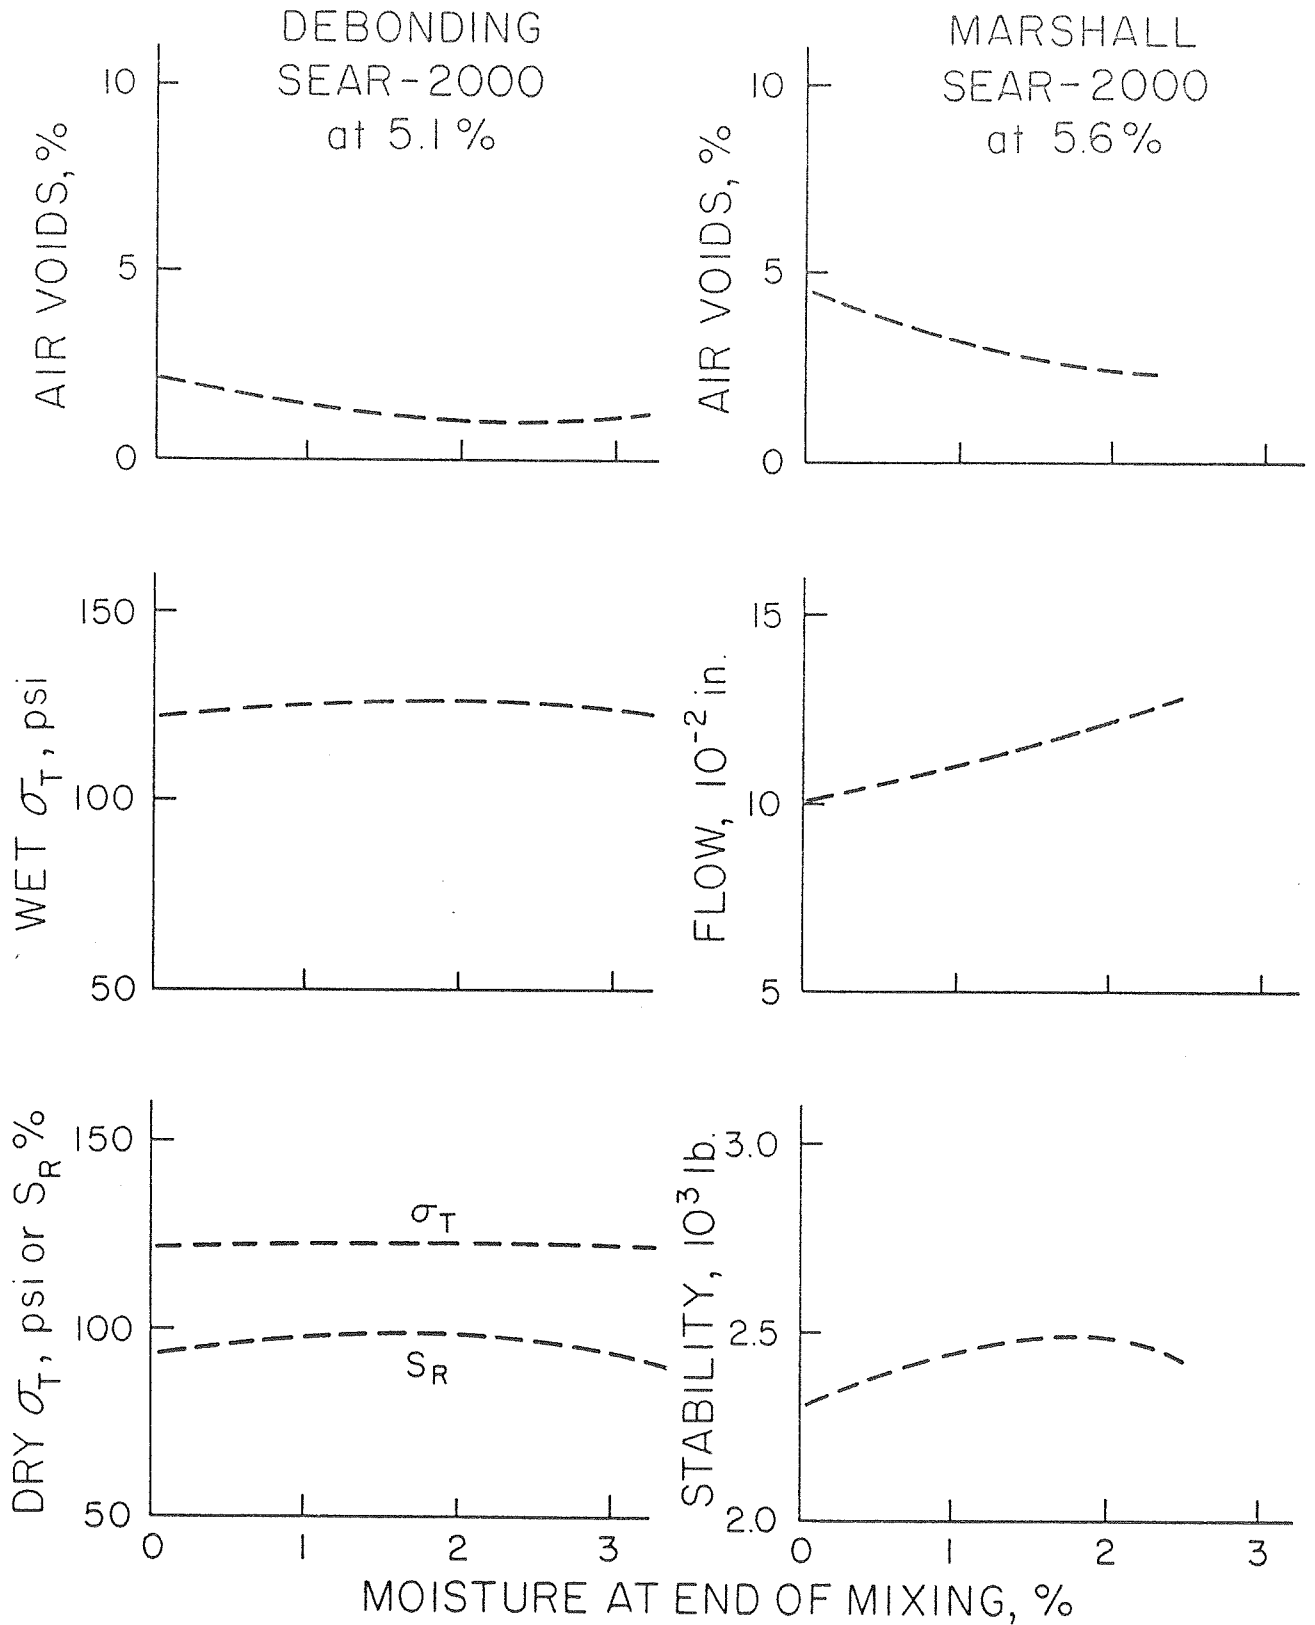 DEBONDING
SEAR-2000
at 5.1%
10
5
0
AIR VOIDS, %
MARSHALL
SEAR-2000
at 5.6%
10
5
0
AIR VOIDS, %
150
100
50
WET σT, psi
15
10
5
FLOW, 10⁻² in.
150
100
50
DRY σT, psi or SR %
σT
SR
0 1 2 3
3.0
2.5
2.0
STABILITY, 10³ lb.
0 1 2 3
MOISTURE AT END OF MIXING, %